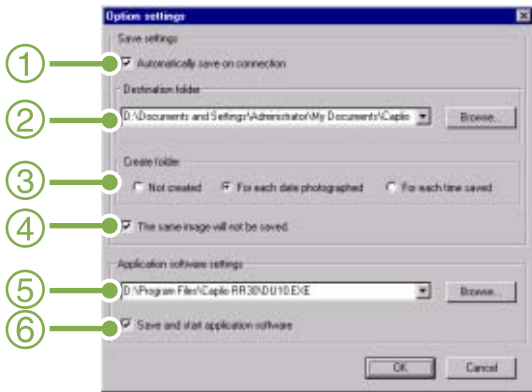 Option settings
Save settings
① Automatically save on connection
Destination folder
② D:\Documents and Settings\Administrator\My Documents\Caplio Browse...
Create folder
③ Not created For each date photographed For each time saved
④ The same image will not be saved.
Application software settings
⑤ D:\Program Files\Caplio RR30\DU10.EXE Browse...
⑥ Save and start application software
OK Cancel